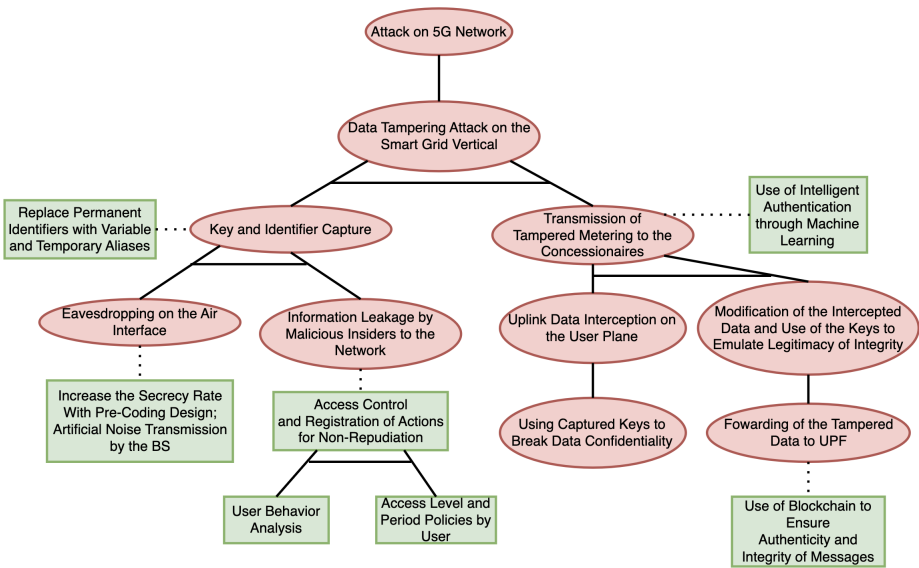 Attack on 5G Network
Data Tampering Attack on the
Smart Grid Vertical
Replace Permanent
Identifiers with Variable
and Temporary Aliases
Key and Identifier Capture
Transmission of
Tampered Metering to the
Concessionaires
Use of Intelligent
Authentication
through Machine
Learning
Eavesdropping on the Air
Interface
Information Leakage by
Malicious Insiders to the
Network
Uplink Data Interception on
the User Plane
Modification of the Intercepted
Data and Use of the Keys to
Emulate Legitimacy of Integrity
Increase the Secrecy Rate
With Pre-Coding Design;
Artificial Noise Transmission
by the BS
Access Control
and Registration of Actions
for Non-Repudiation
Using Captured Keys to
Break Data Confidentiality
Fowarding of the Tampered
Data to UPF
User Behavior
Analysis
Access Level and
Period Policies by
User
Use of Blockchain to
Ensure
Authenticity and
Integrity of Messages